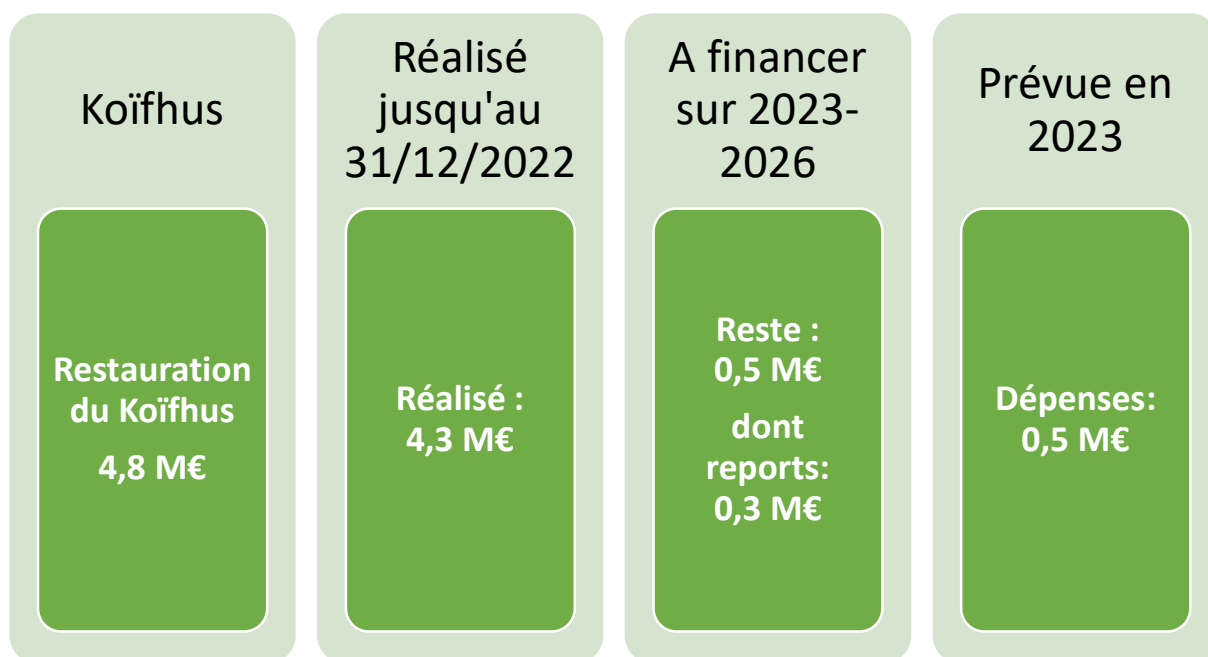 Koïfhus
Restauration
du Koïfhus
4,8 M€
Réalisé
jusqu'au
31/12/2022
Réalisé :
4,3 M€
A financer
sur 2023-
2026
Reste :
0,5 M€
dont
reports:
0,3 M€
Prévue en
2023
Dépenses:
0,5 M€